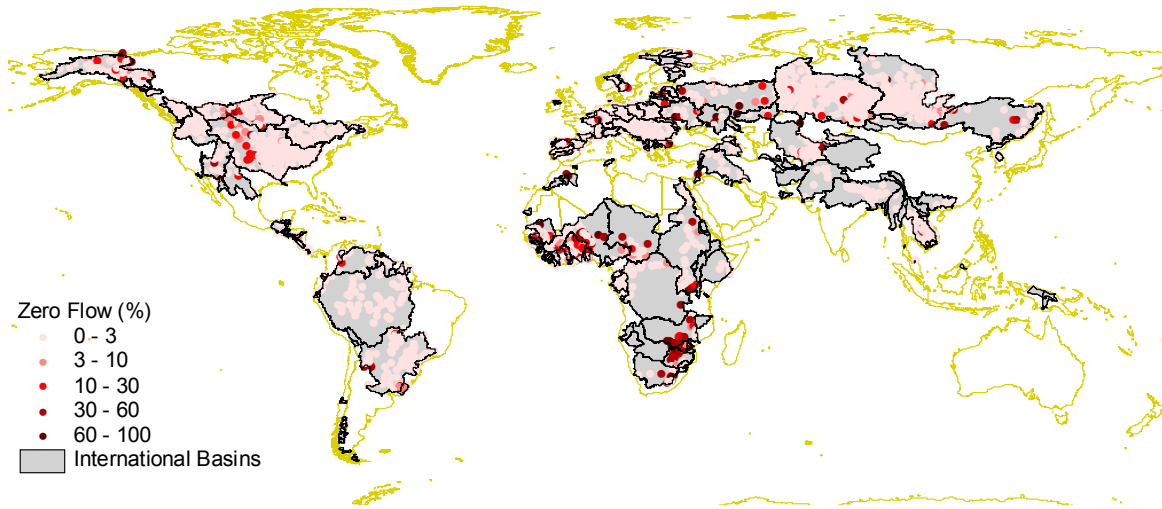 Zero Flow (%)
0 - 3
3 - 10
10 - 30
30 - 60
60 - 100
International Basins